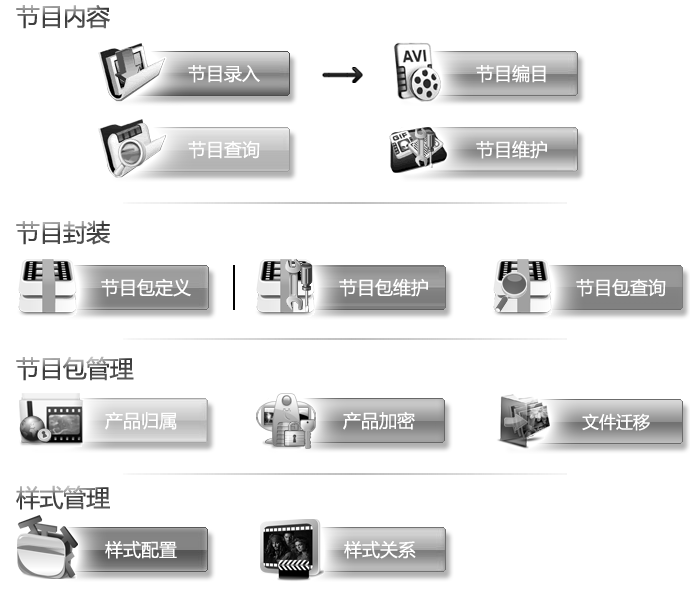 节目内容
节目录入
AVI
节目编目
节目查询
GIF
节目维护
节目封装
节目包定义
节目包维护
节目包查询
节目包管理
产品归属
产品加密
文件迁移
样式管理
样式配置
样式关系